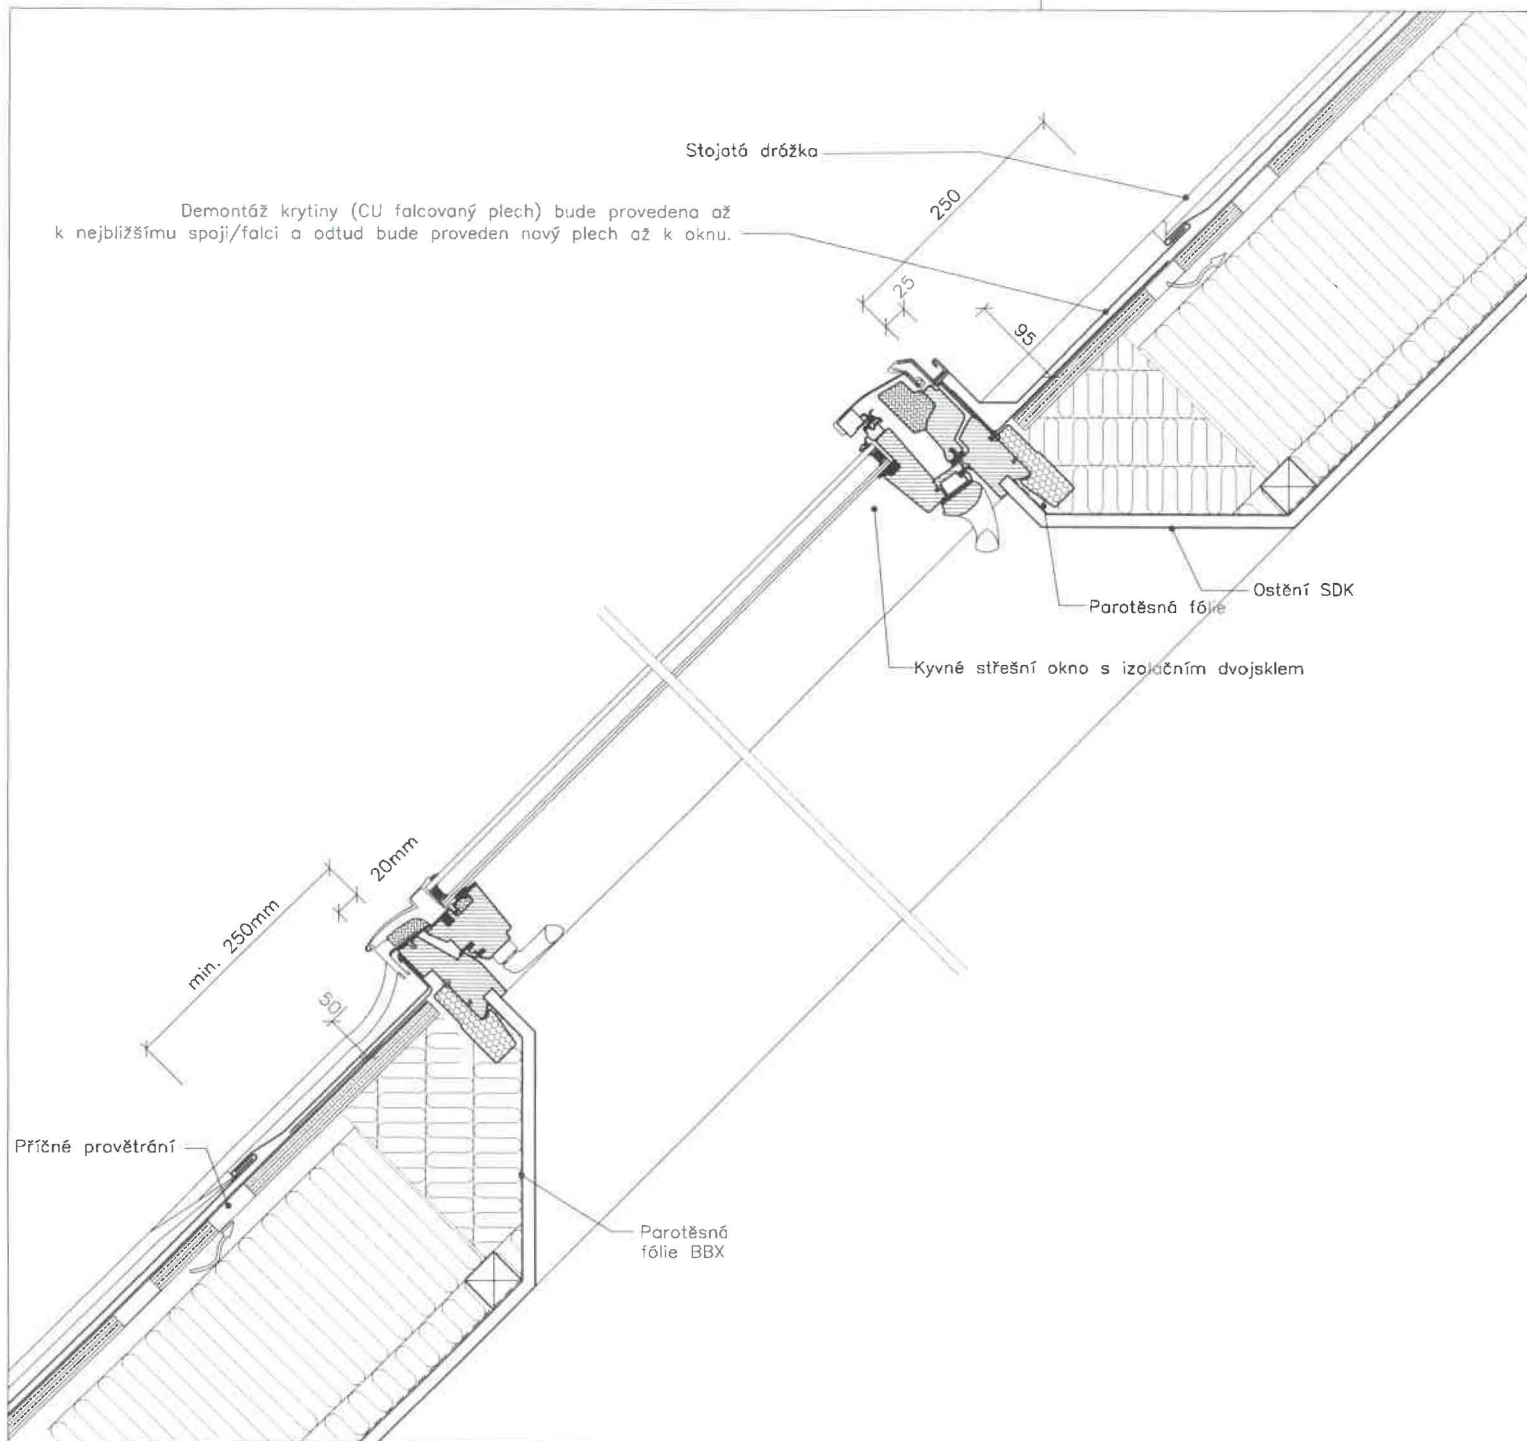 Stojatá drážka
250
Demontáž krytiny (CU falcovaný plech) bude provedena až
k nejbližšímu spoji/falci a odtud bude proveden nový plech až k oknu.
25
95
Ostění SDK
Parotěsná fólie
Kyvné střešní okno s izolačním dvojsklem
20mm
min. 250mm
50
Příčné provětrání
Parotěsná
fólie BBX